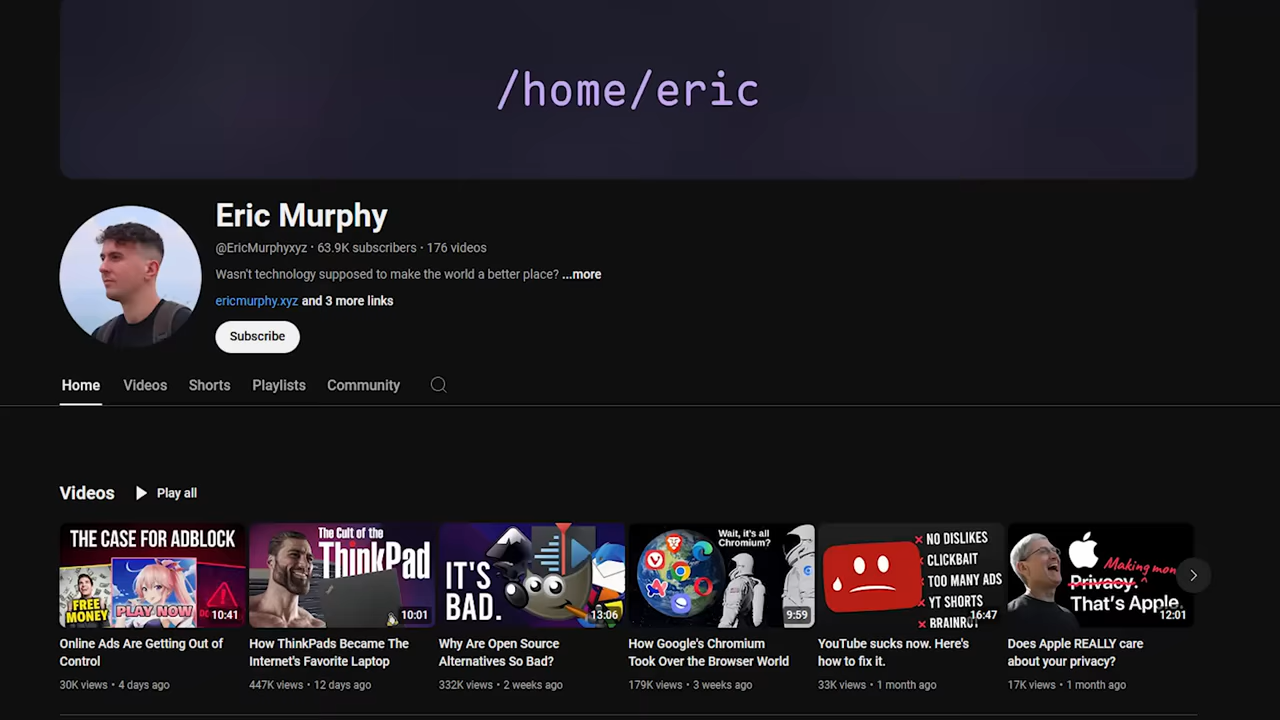 /home/eric
Eric Murphy
@EricMurphyxyz • 63.9K subscribers • 176 videos
Wasn't technology supposed to make the world a better place? ...more
ericmurphy.xyz and 3 more links
Subscribe
Home Videos Shorts Playlists Community
Videos Play all
THE CASE FOR ADBLOCK
FREE MONEY
PLAY NOW
10:41
Online Ads Are Getting Out of
Control
30K views • 4 days ago
The Cult of the
ThinkPad
10:01
How ThinkPads Became The
Internet's Favorite Laptop
447K views • 12 days ago
IT'S
BAD.
13:06
Why Are Open Source
Alternatives So Bad?
332K views • 2 weeks ago
Wait, it's all
Chromium?
9:59
How Google's Chromium
Took Over the Browser World
179K views • 3 weeks ago
NO DISLIKES
CLICKBAIT
TOO MANY ADS
YT SHORTS
16:47
YouTube sucks now. Here's
how to fix it.
33K views • 1 month ago
Making mon
Privacy.
That's Apple.
12:01
Does Apple REALLY care
about your privacy?
17K views • 1 month ago